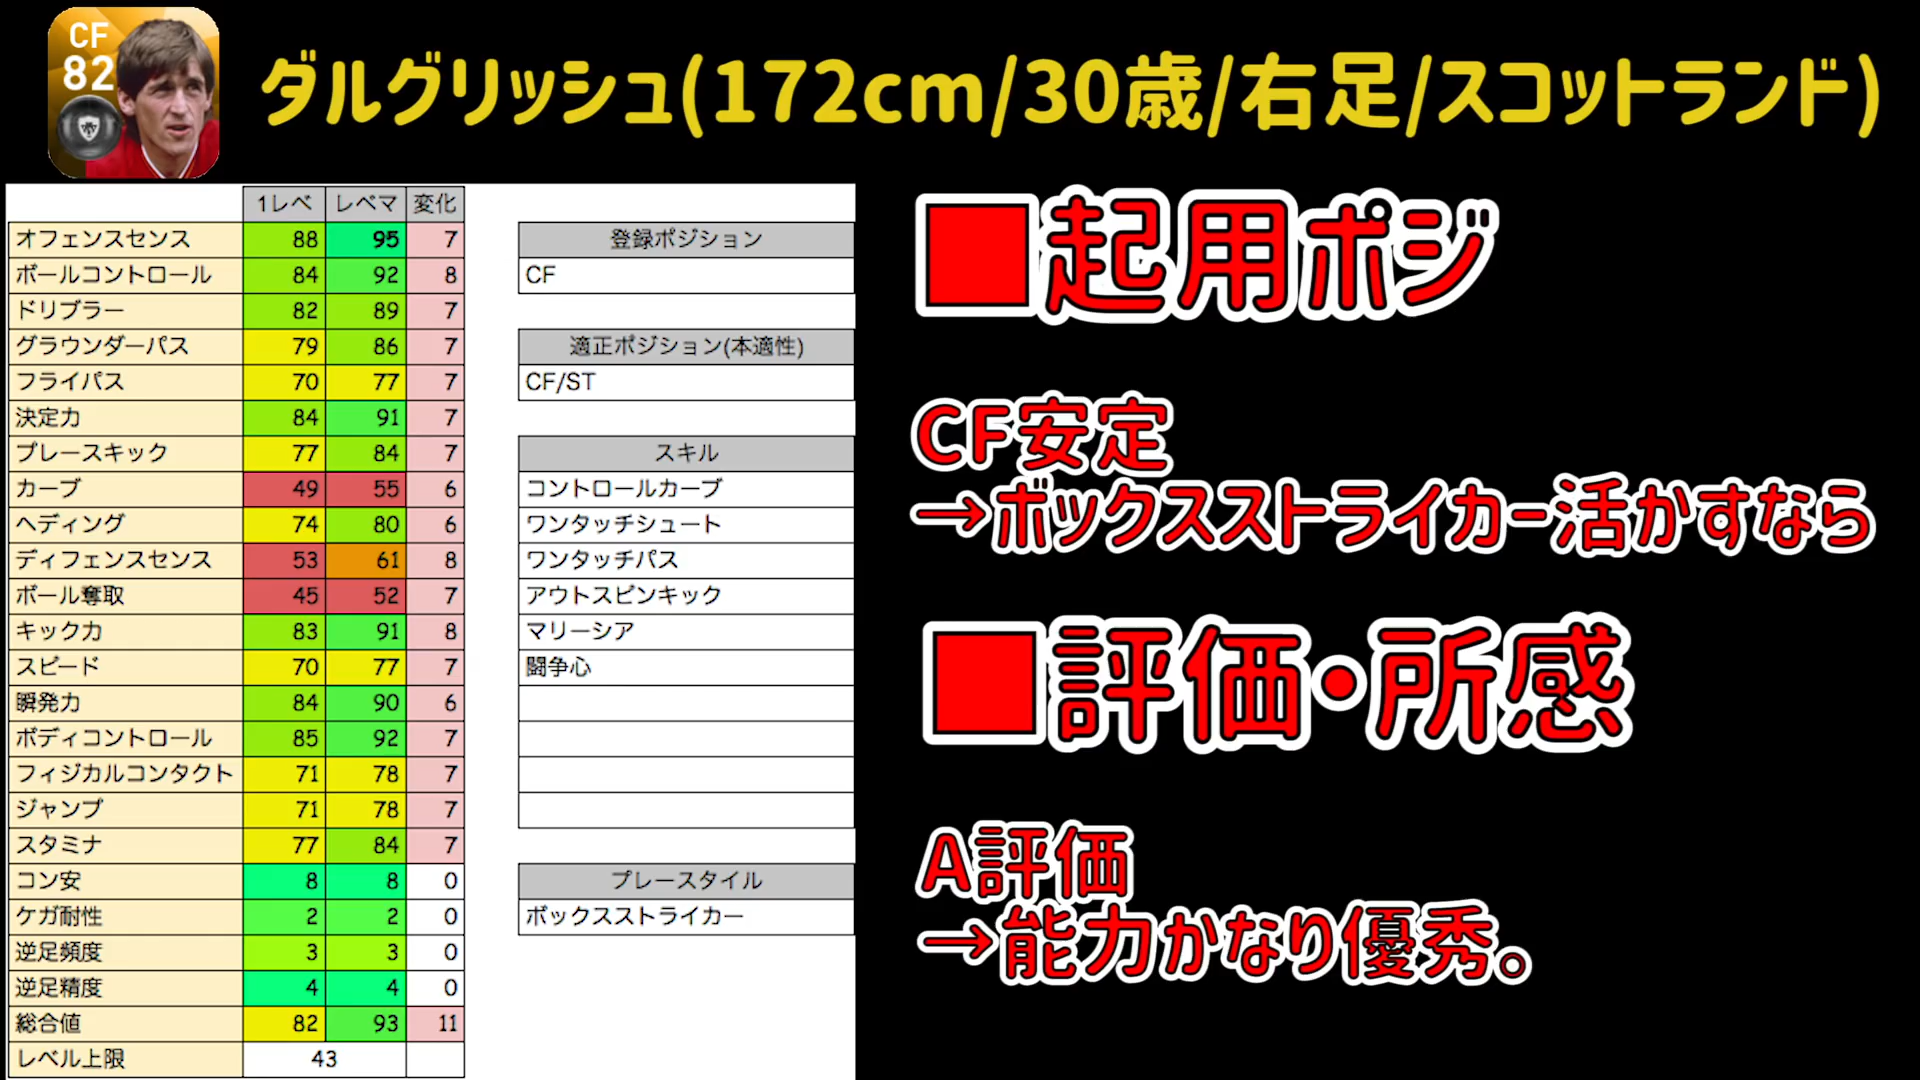 CF
82
ダルグリッシュ(172cm/30歳/右足/スコットランド)
1レベ レベマ 変化
オフェンスセンス 88 95 7
ボールコントロール 84 92 8
ドリブラー 82 89 7
グラウンダーパス 79 86 7
フライパス 70 77 7
決定力 84 91 7
プレースキック 77 84 7
カーブ 49 55 6
ヘディング 74 80 6
ディフェンスセンス 53 61 8
ボール奪取 45 52 7
キック力 83 91 8
スピード 70 77 7
瞬発力 84 90 6
ボディコントロール 85 92 7
フィジカルコンタクト 71 78 7
ジャンプ 71 78 7
スタミナ 77 84 7
コン安 8 8 0
ケガ耐性 2 2 0
逆足頻度 3 3 0
逆足精度 4 4 0
総合値 82 93 11
レベル上限 43
登録ポジション
CF
適正ポジション(本適性)
CF/ST
スキル
コントロールカーブ
ワンタッチシュート
ワンタッチパス
アウトスピンキック
マリーシア
闘争心
プレースタイル
ボックスストライカー
■起用ポジ
CF安定
→ボックスストライカー活かすなら
■評価・所感
A評価
→能力かなり優秀。